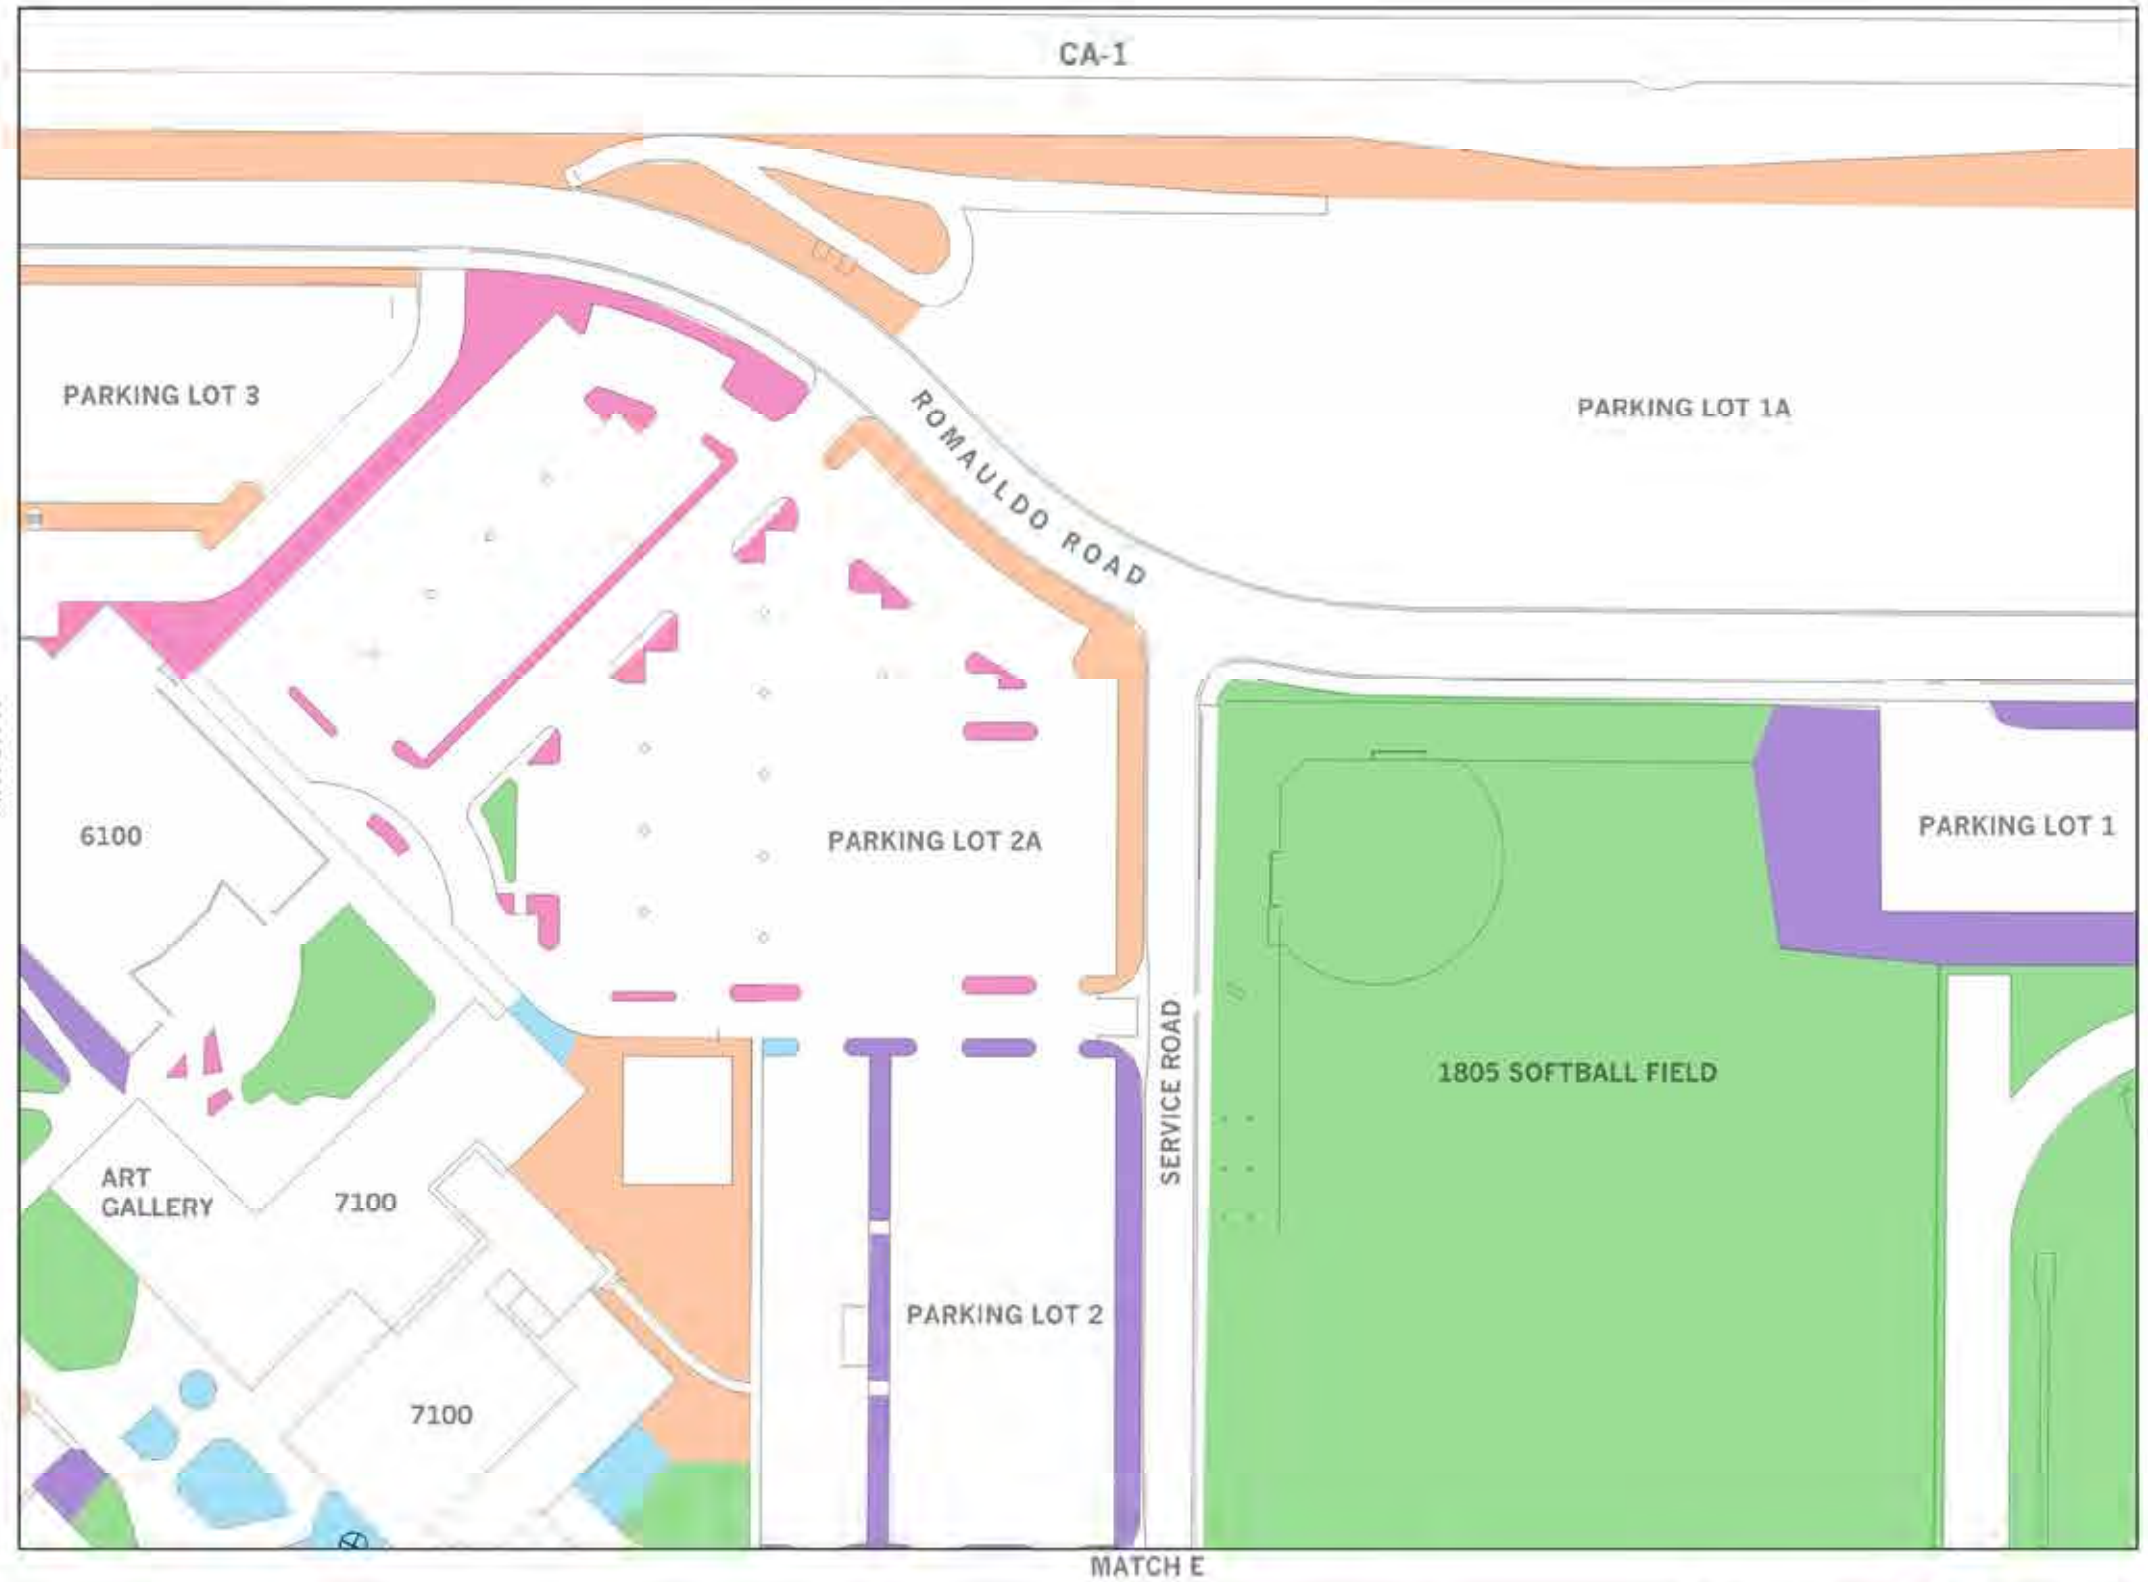 CA-1
PARKING LOT 3
PARKING LOT 1A
ROMAULDO ROAD
6100
PARKING LOT 2A
PARKING LOT 1
SERVICE ROAD
1805 SOFTBALL FIELD
ART
GALLERY
7100
PARKING LOT 2
7100
MATCH E